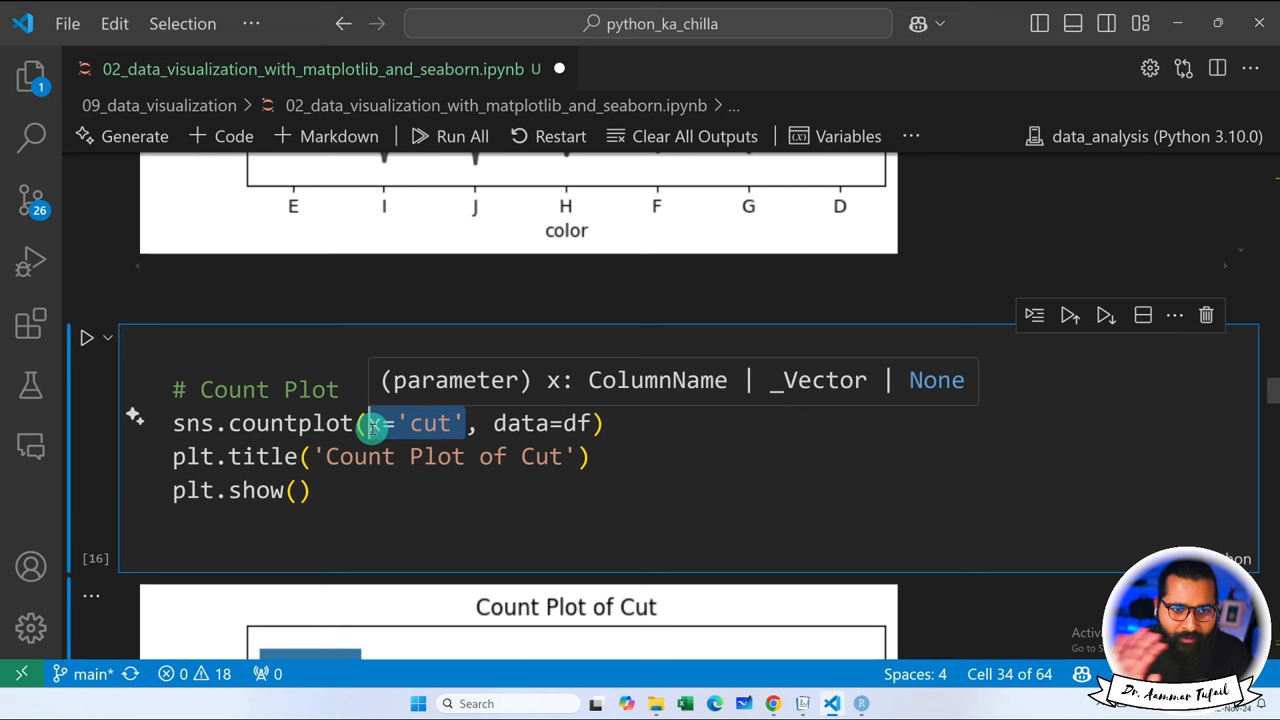 File Edit Selection ··· python_ka_chilla
02_data_visualization_with_matplotlib_and_seaborn.ipynb U
09_data_visualization > 02_data_visualization_with_matplotlib_and_seaborn.ipynb > ...
Generate + Code + Markdown | Run All Restart Clear All Outputs | Variables ··· data_analysis (Python 3.10.0)
1
26
E I J H F G D
color
(parameter) x: ColumnName | _Vector | None
# Count Plot
sns.countplot(x='cut', data=df)
plt.title('Count Plot of Cut')
plt.show()
[16]
Count Plot of Cut
Dr. Aammar Tufail
main* 0 18 0 Spaces: 4 Cell 34 of 64
Search